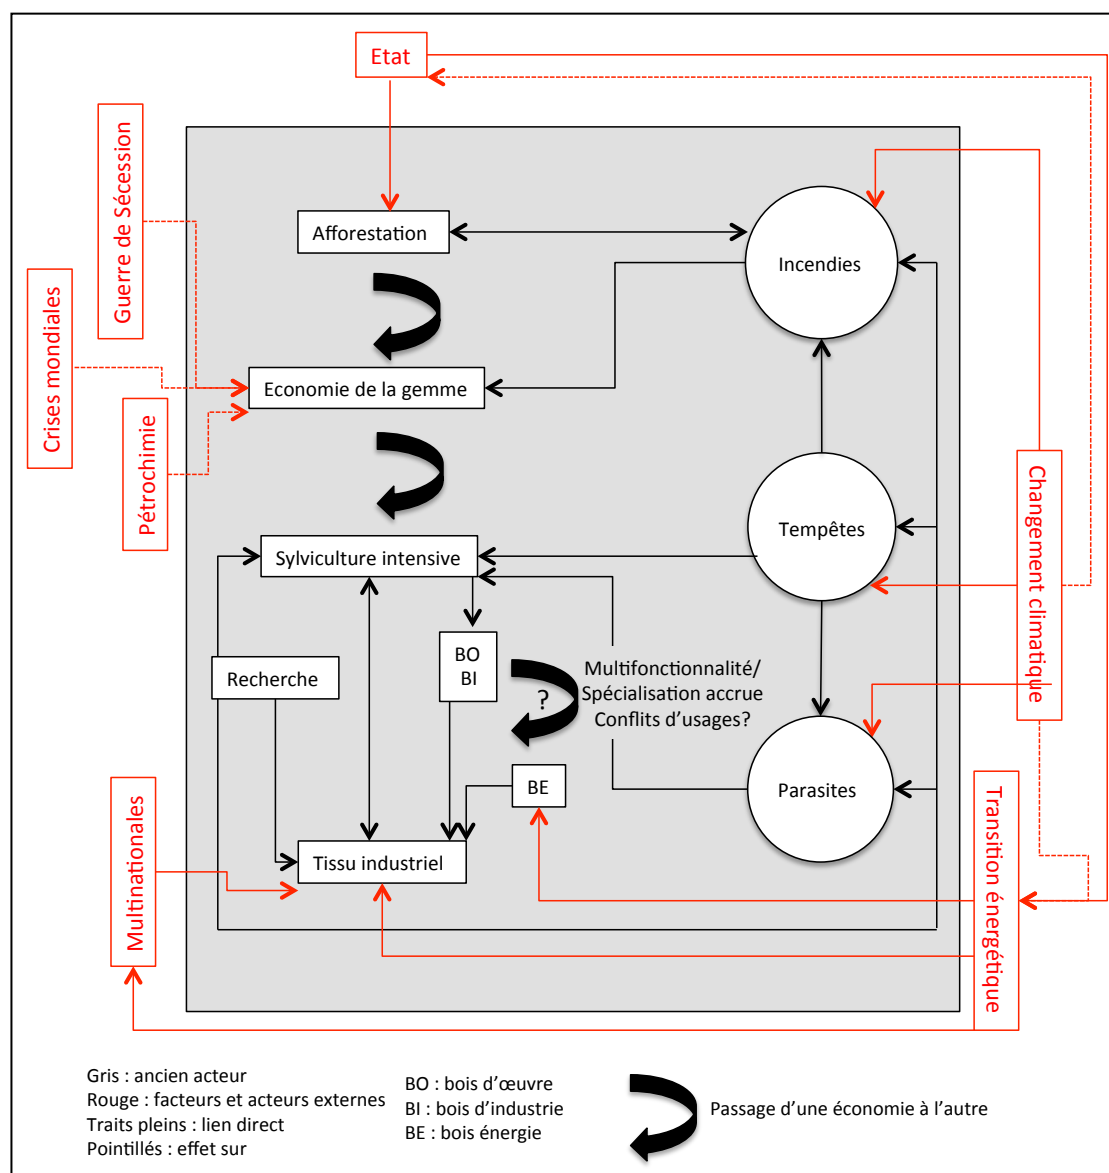 Etat
Guerre de Sécession
Crises mondiales
Pétrochimie
Afforestation
Incendies
Economie de la gemme
Sylviculture intensive
Tempêtes
Changement climatique
Recherche
BO
BI
?
Multifonctionnalité/
Spécialisation accrue
Conflits d'usages?
BE
Parasites
Tissu industriel
Multinationales
Transition énergétique
Gris : ancien acteur
Rouge : facteurs et acteurs externes
Traits pleins : lien direct
Pointillés : effet sur
BO : bois d'œuvre
BI : bois d'industrie
BE : bois énergie
Passage d'une économie à l'autre